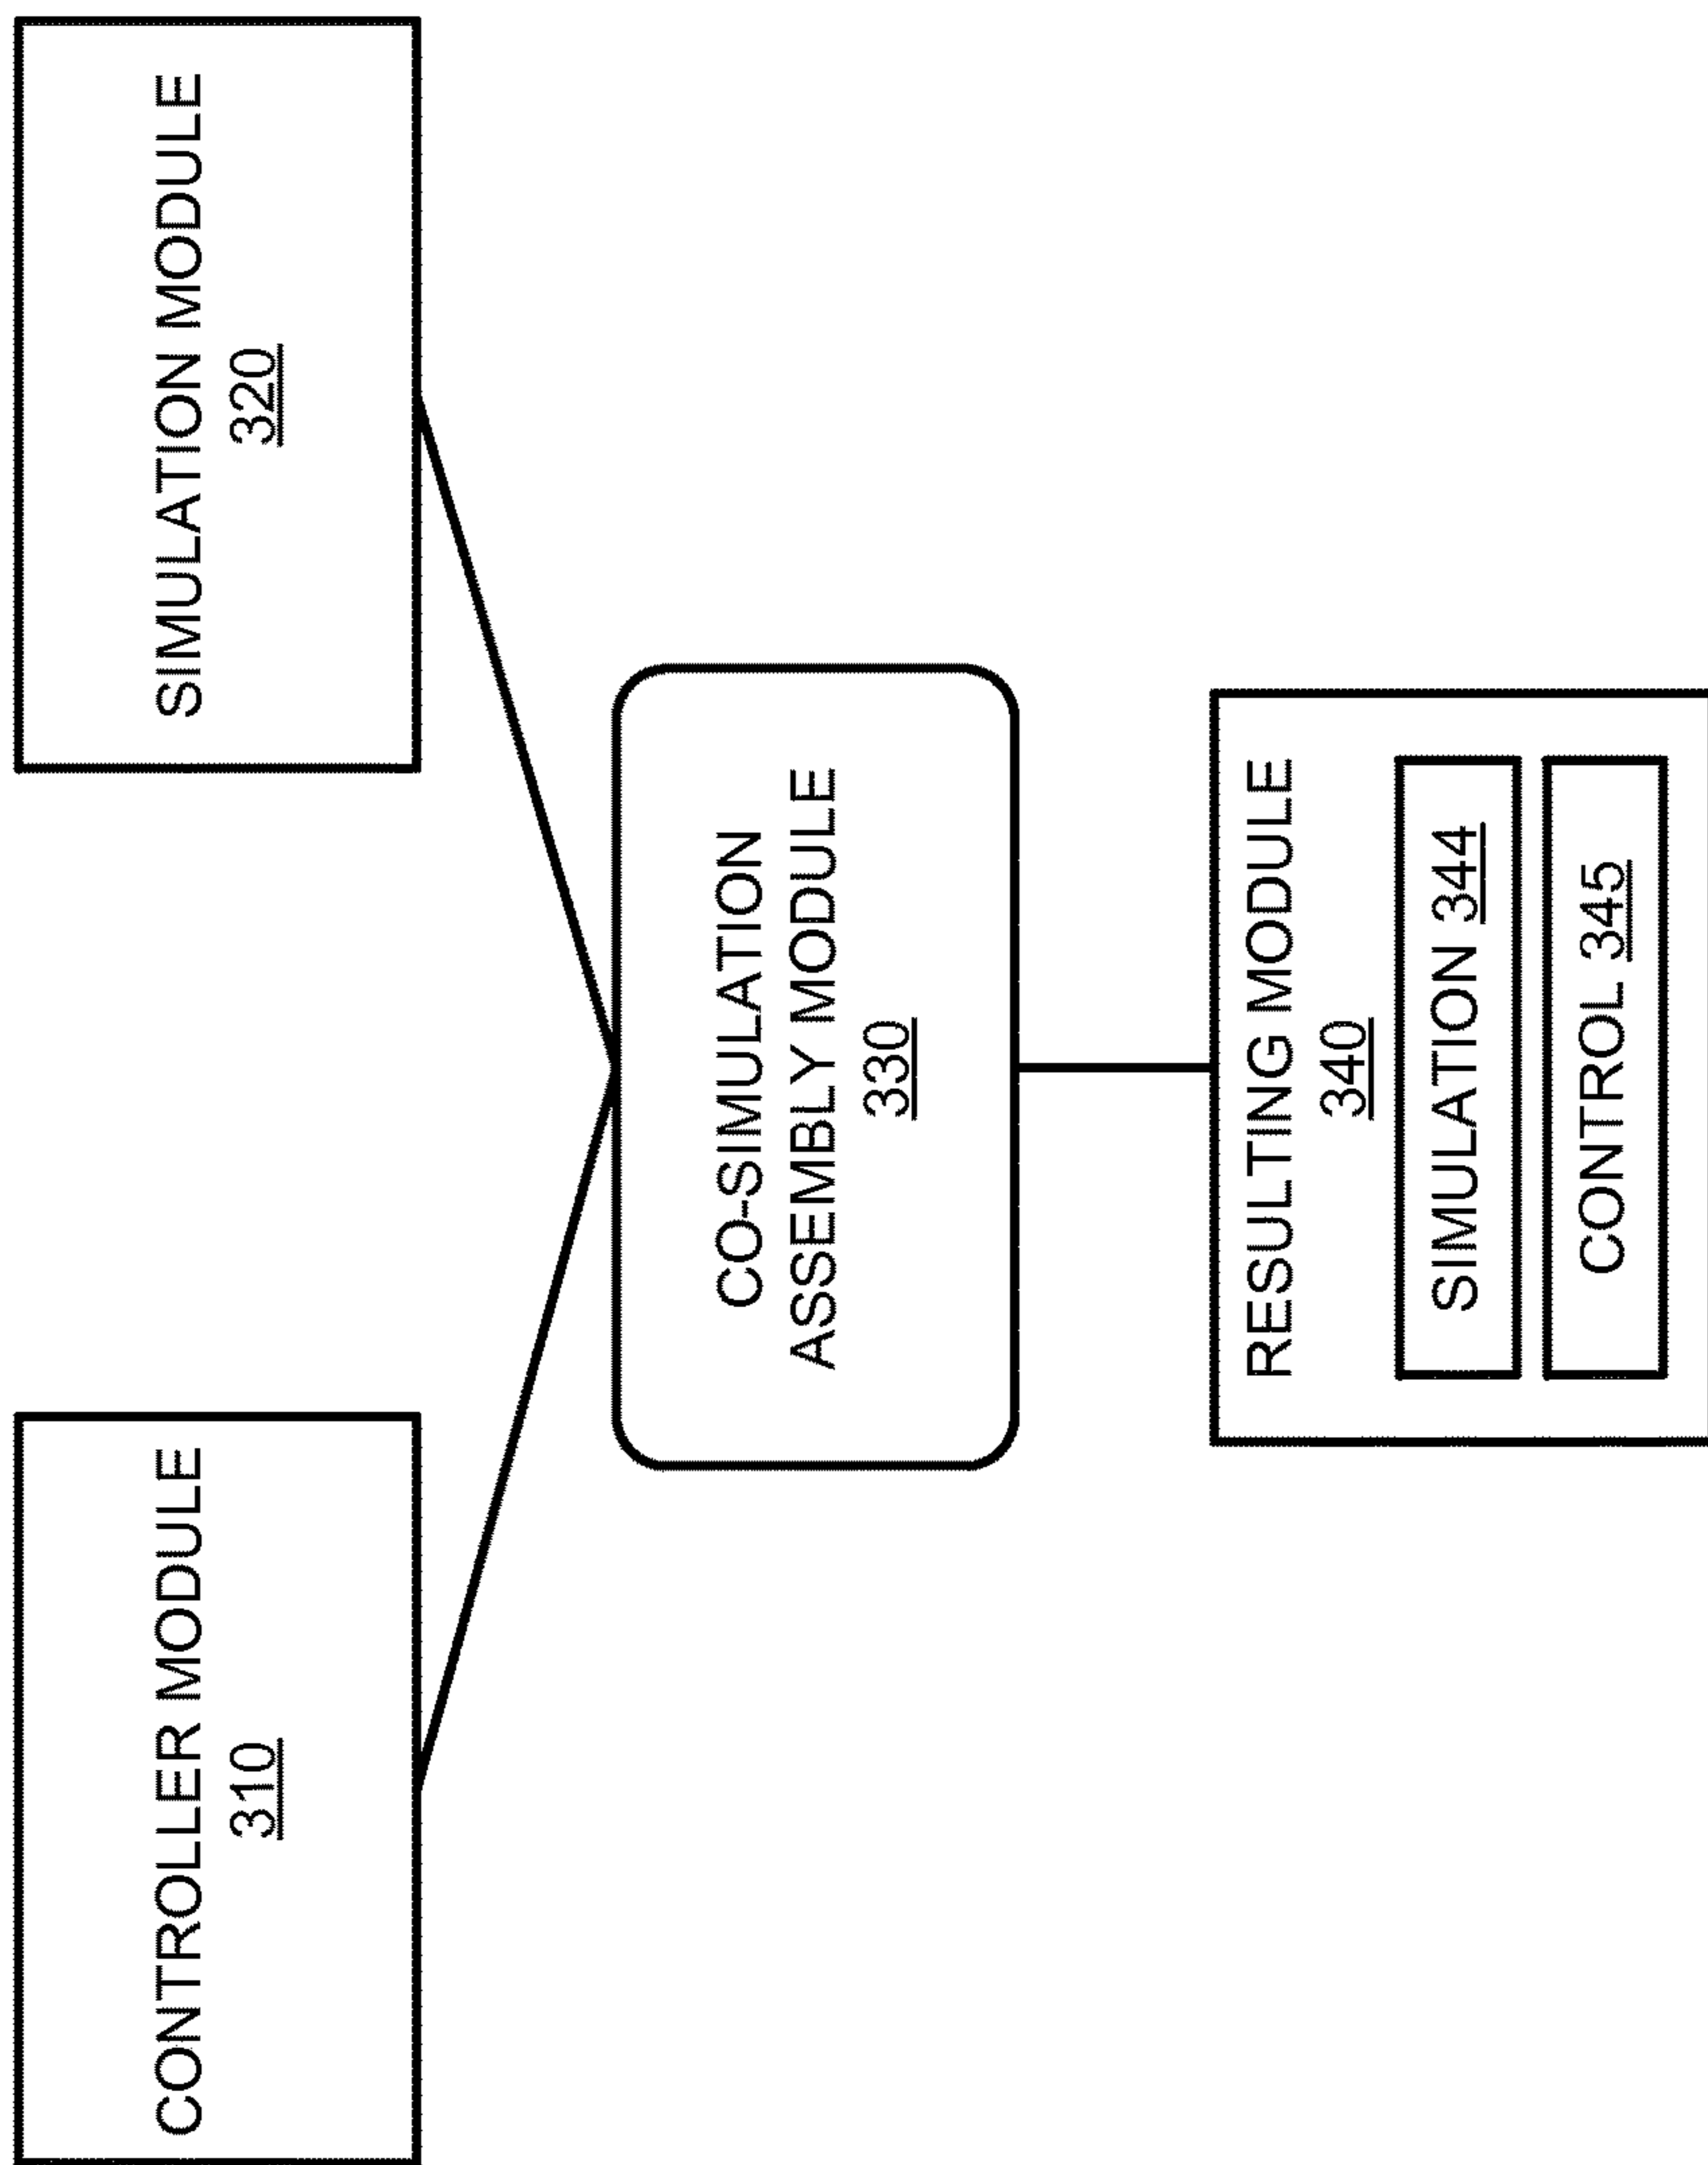 CONTROLLER MODULE
310
SIMULATION MODULE
320
CO-SIMULATION
ASSEMBLY MODULE
330
RESULTING MODULE
340
SIMULATION 344
CONTROL 345